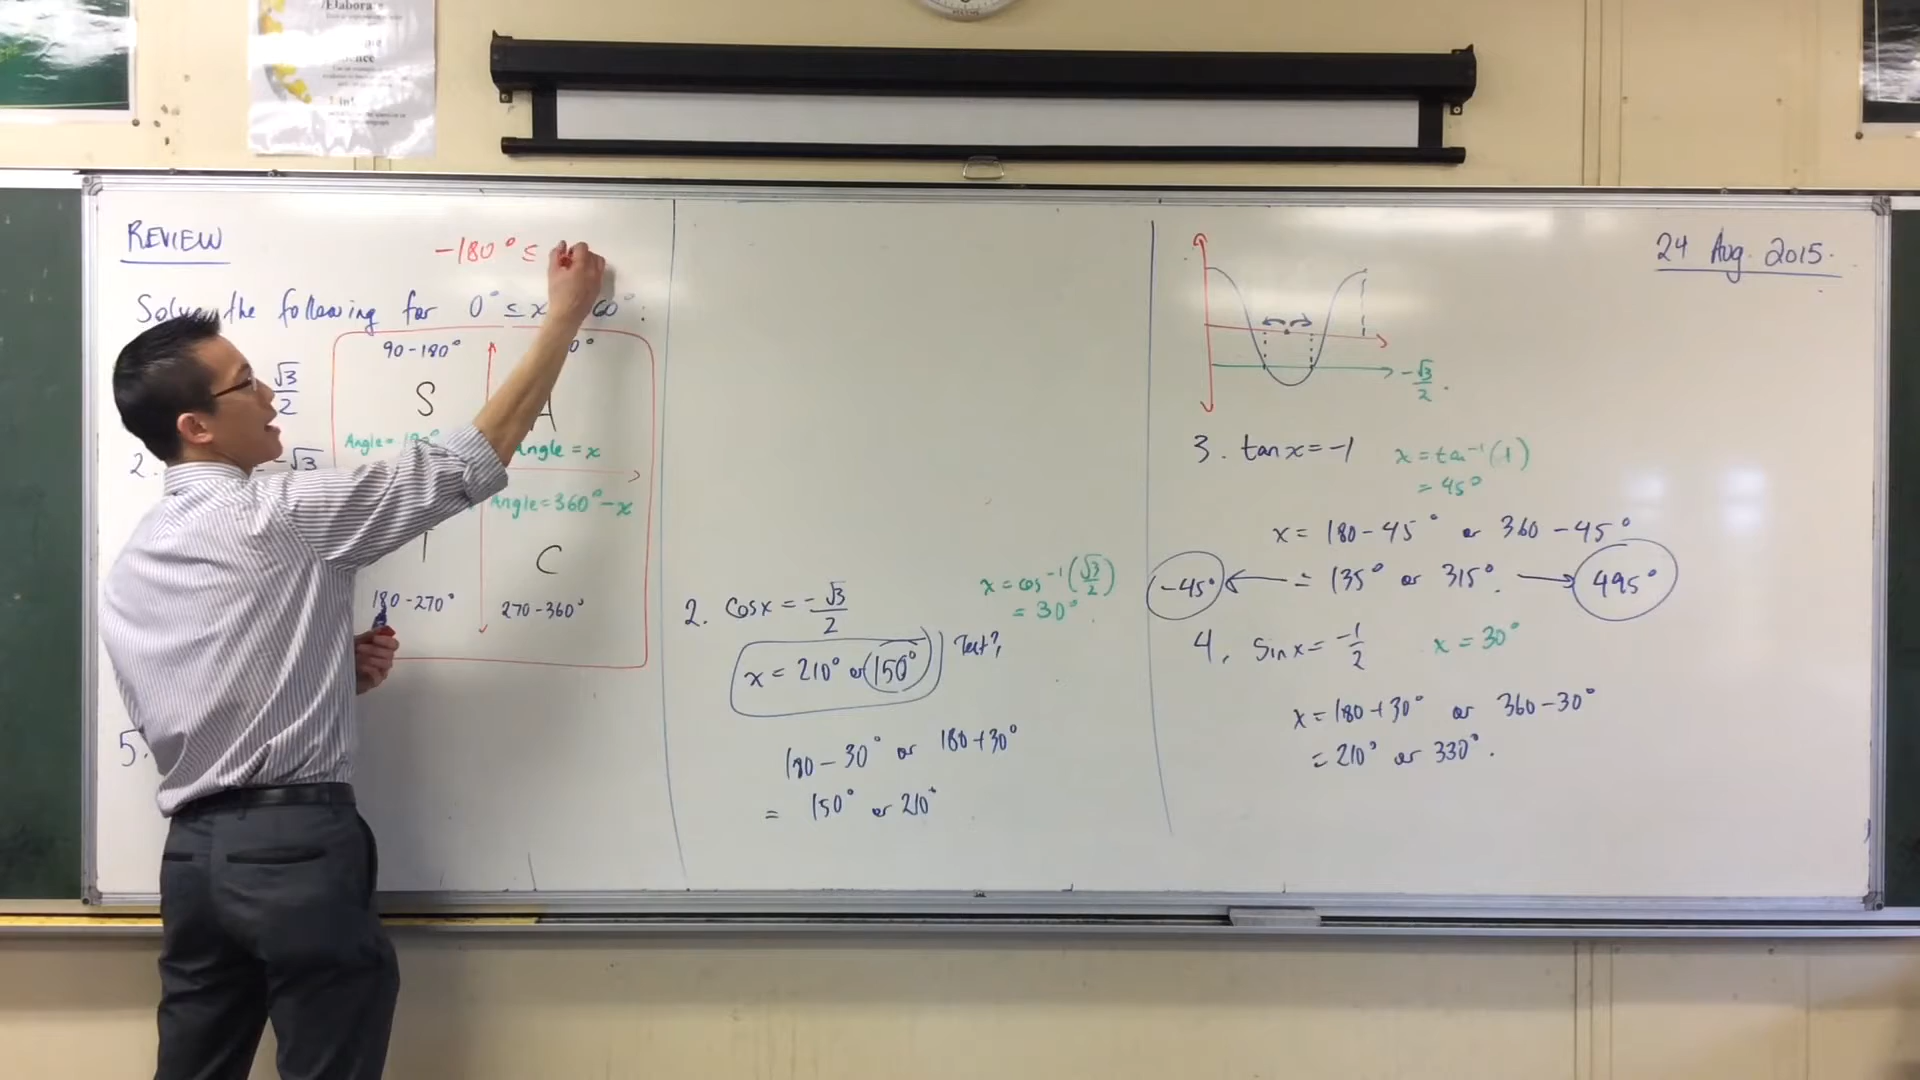 REVIEW
-180° ≤
Solve the following for 0° ≤ x 60°:
90-180° 0°
√3
2
S A
Angle = 180° Angle = x
2. -√3
Angle = 360° - x
T C
180-270° 270-360°
5.
2. cos x = -√3/2
x = cos⁻¹(√3/2)
= 30°
x = 210° or 150° Test?
180 - 30° or 180 + 30°
= 150° or 210°
24 Aug. 2015.
-√3/2.
3. tan x = -1 x = tan⁻¹(1)
= 45°
x = 180 - 45° or 360 - 45°
-45° = 135° or 315°. 495°
4. sin x = -1/2 x = 30°
x = 180 + 30° or 360 - 30°
= 210° or 330°.